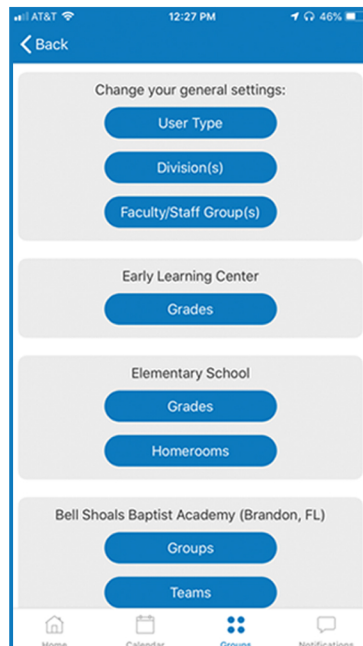 AT&T 12:27 PM 46%
Back
Change your general settings:
User Type
Division(s)
Faculty/Staff Group(s)
Early Learning Center
Grades
Elementary School
Grades
Homerooms
Bell Shoals Baptist Academy (Brandon, FL)
Groups
Teams
Home Calendar Groups Notifications